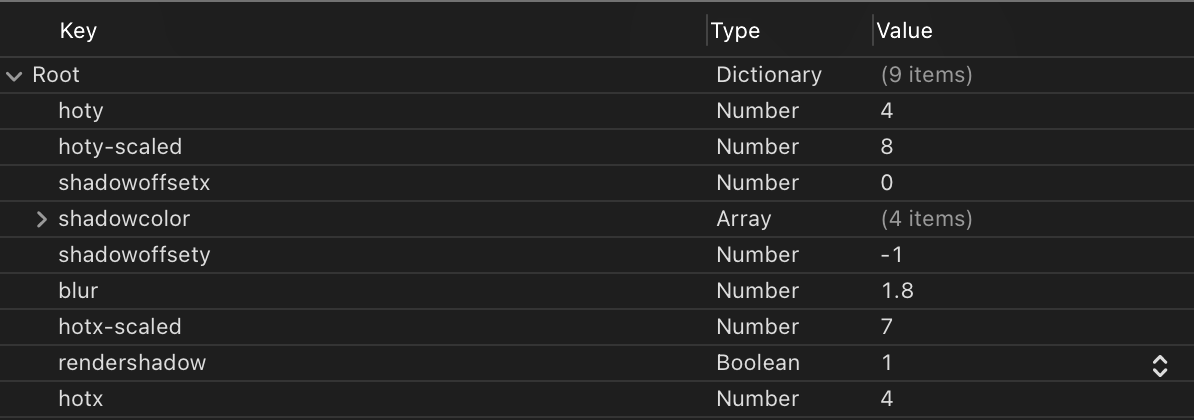 Key Type Value
Root Dictionary (9 items)
hoty Number 4
hoty-scaled Number 8
shadowoffsetx Number 0
shadowcolor Array (4 items)
shadowoffsety Number -1
blur Number 1.8
hotx-scaled Number 7
rendershadow Boolean 1
hotx Number 4